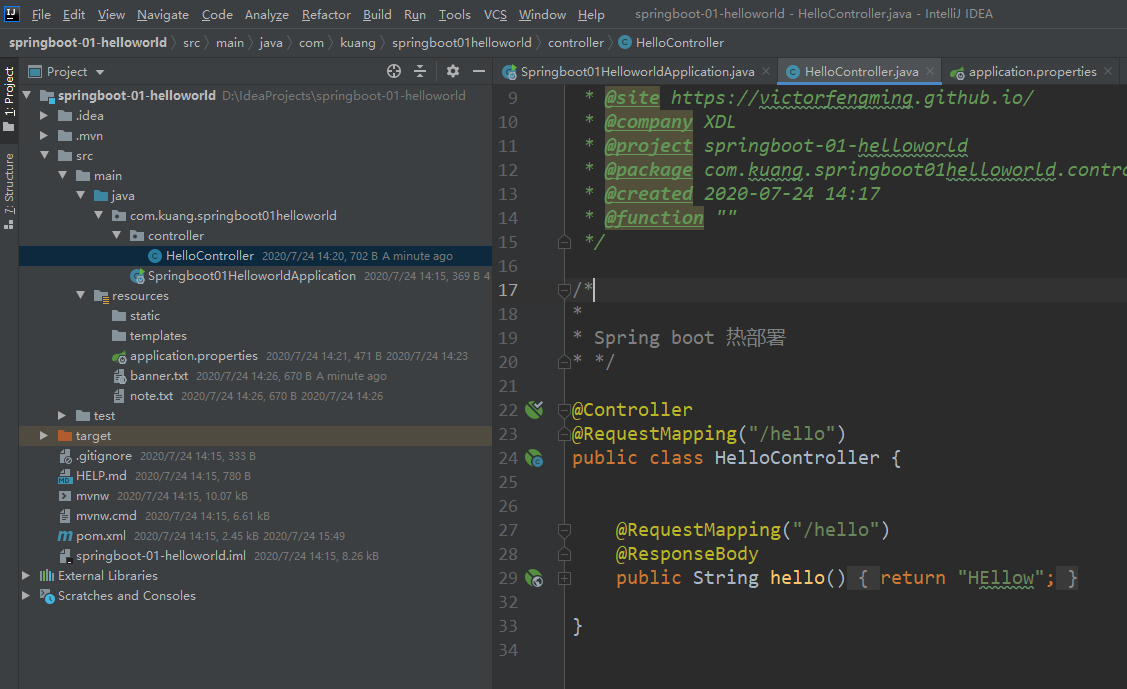 File Edit View Navigate Code Analyze Refactor Build Run Tools VCS Window Help springboot-01-helloworld - HelloController.java - IntelliJ IDEA
springboot-01-helloworld src main java com kuang springboot01helloworld controller HelloController
1: Project
7: Structure
Project
springboot-01-helloworld D:\IdeaProjects\springboot-01-helloworld
.idea
.mvn
src
main
java
com.kuang.springboot01helloworld
controller
HelloController 2020/7/24 14:20, 702 B A minute ago
Springboot01HelloworldApplication 2020/7/24 14:15, 369 B 4
resources
static
templates
application.properties 2020/7/24 14:21, 471 B 2020/7/24 14:23
banner.txt 2020/7/24 14:26, 670 B A minute ago
note.txt 2020/7/24 14:26, 670 B 2020/7/24 14:26
test
target
.gitignore 2020/7/24 14:15, 333 B
HELP.md 2020/7/24 14:15, 780 B
mvnw 2020/7/24 14:15, 10.07 kB
mvnw.cmd 2020/7/24 14:15, 6.61 kB
pom.xml 2020/7/24 14:15, 2.45 kB 2020/7/24 15:49
springboot-01-helloworld.iml 2020/7/24 14:15, 8.26 kB
External Libraries
Scratches and Consoles
Springboot01HelloworldApplication.java HelloController.java application.properties
9 * @site https://victorfengming.github.io/
10 * @company XDL
11 * @project springboot-01-helloworld
12 * @package com.kuang.springboot01helloworld.contro
13 * @created 2020-07-24 14:17
14 * @function ""
15 */
16
17 /*
18 *
19 * Spring boot 热部署
20 * */
21
22 @Controller
23 @RequestMapping("/hello")
24 public class HelloController {
25
26
27 @RequestMapping("/hello")
28 @ResponseBody
29 public String hello() { return "HEllow"; }
32
33 }
34